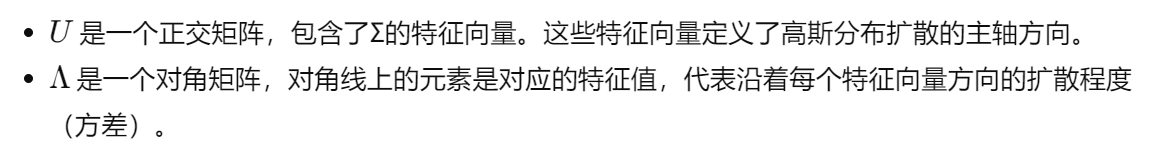 • U 是一个正交矩阵，包含了Σ的特征向量。这些特征向量定义了高斯分布扩散的主轴方向。
• Λ 是一个对角矩阵，对角线上的元素是对应的特征值，代表沿着每个特征向量方向的扩散程度
（方差）。